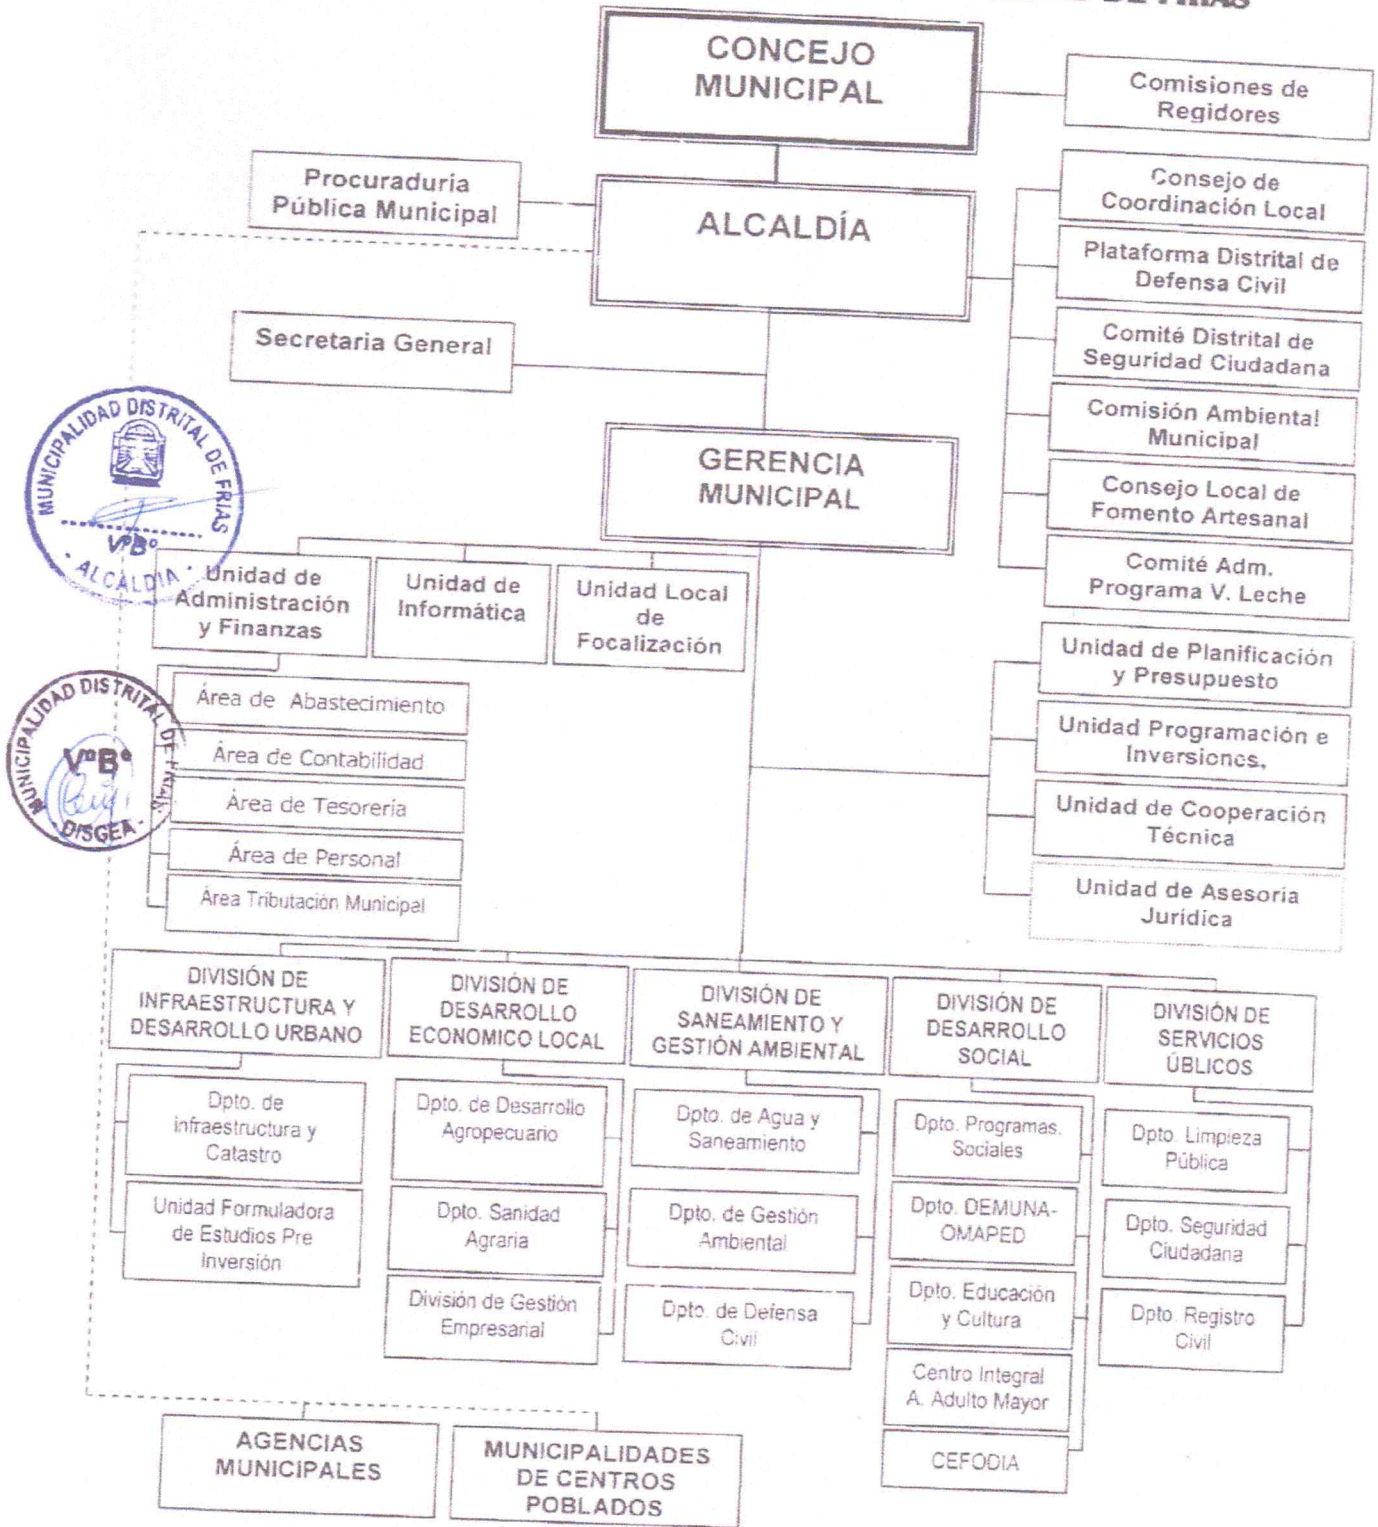 DE FRIAS
CONCEJO
MUNICIPAL
Comisiones de
Regidores
Procuraduria
Pública Municipal
ALCALDÍA
Consejo de
Coordinación Local
Plataforma Distrital de
Defensa Civil
Secretaria General
Comité Distrital de
Seguridad Ciudadana
Comisión Ambiental
Municipal
Consejo Local de
Fomento Artesanal
Comité Adm.
Programa V. Leche
GERENCIA
MUNICIPAL
MUNICIPALIDAD DISTRITAL DE FRIAS
VºBº
- ALCALDIA -
Unidad de
Administración
y Finanzas
Unidad de
Informática
Unidad Local
de
Focalización
Unidad de Planificación
y Presupuesto
Unidad Programación e
Inversiones.
Unidad de Cooperación
Técnica
Unidad de Asesoria
Jurídica
MUNICIPALIDAD DISTRITAL DE FRIAS
VºBº
- DISGEA -
Área de Abastecimiento
Área de Contabilidad
Área de Tesorería
Área de Personal
Área Tributación Municipal
DIVISIÓN DE
INFRAESTRUCTURA Y
DESARROLLO URBANO
DIVISIÓN DE
DESARROLLO
ECONOMICO LOCAL
DIVISIÓN DE
SANEAMIENTO Y
GESTIÓN AMBIENTAL
DIVISIÓN DE
DESARROLLO
SOCIAL
DIVISIÓN DE
SERVICIOS
ÚBLICOS
Dpto. de
infraestructura y
Catastro
Unidad Formuladora
de Estudios Pre
Inversión
Dpto. de Desarrollo
Agropecuario
Dpto. Sanidad
Agraria
División de Gestión
Empresarial
Dpto. de Agua y
Saneamiento
Dpto. de Gestión
Ambiental
Dpto. de Defensa
Civil
Dpto. Programas.
Sociales
Dpto. DEMUNA-
OMAPED
Dpto. Educación
y Cultura
Centro Integral
A. Adulto Mayor
CEFODIA
Dpto. Limpieza
Pública
Dpto. Seguridad
Ciudadana
Dpto. Registro
Civil
AGENCIAS
MUNICIPALES
MUNICIPALIDADES
DE CENTROS
POBLADOS